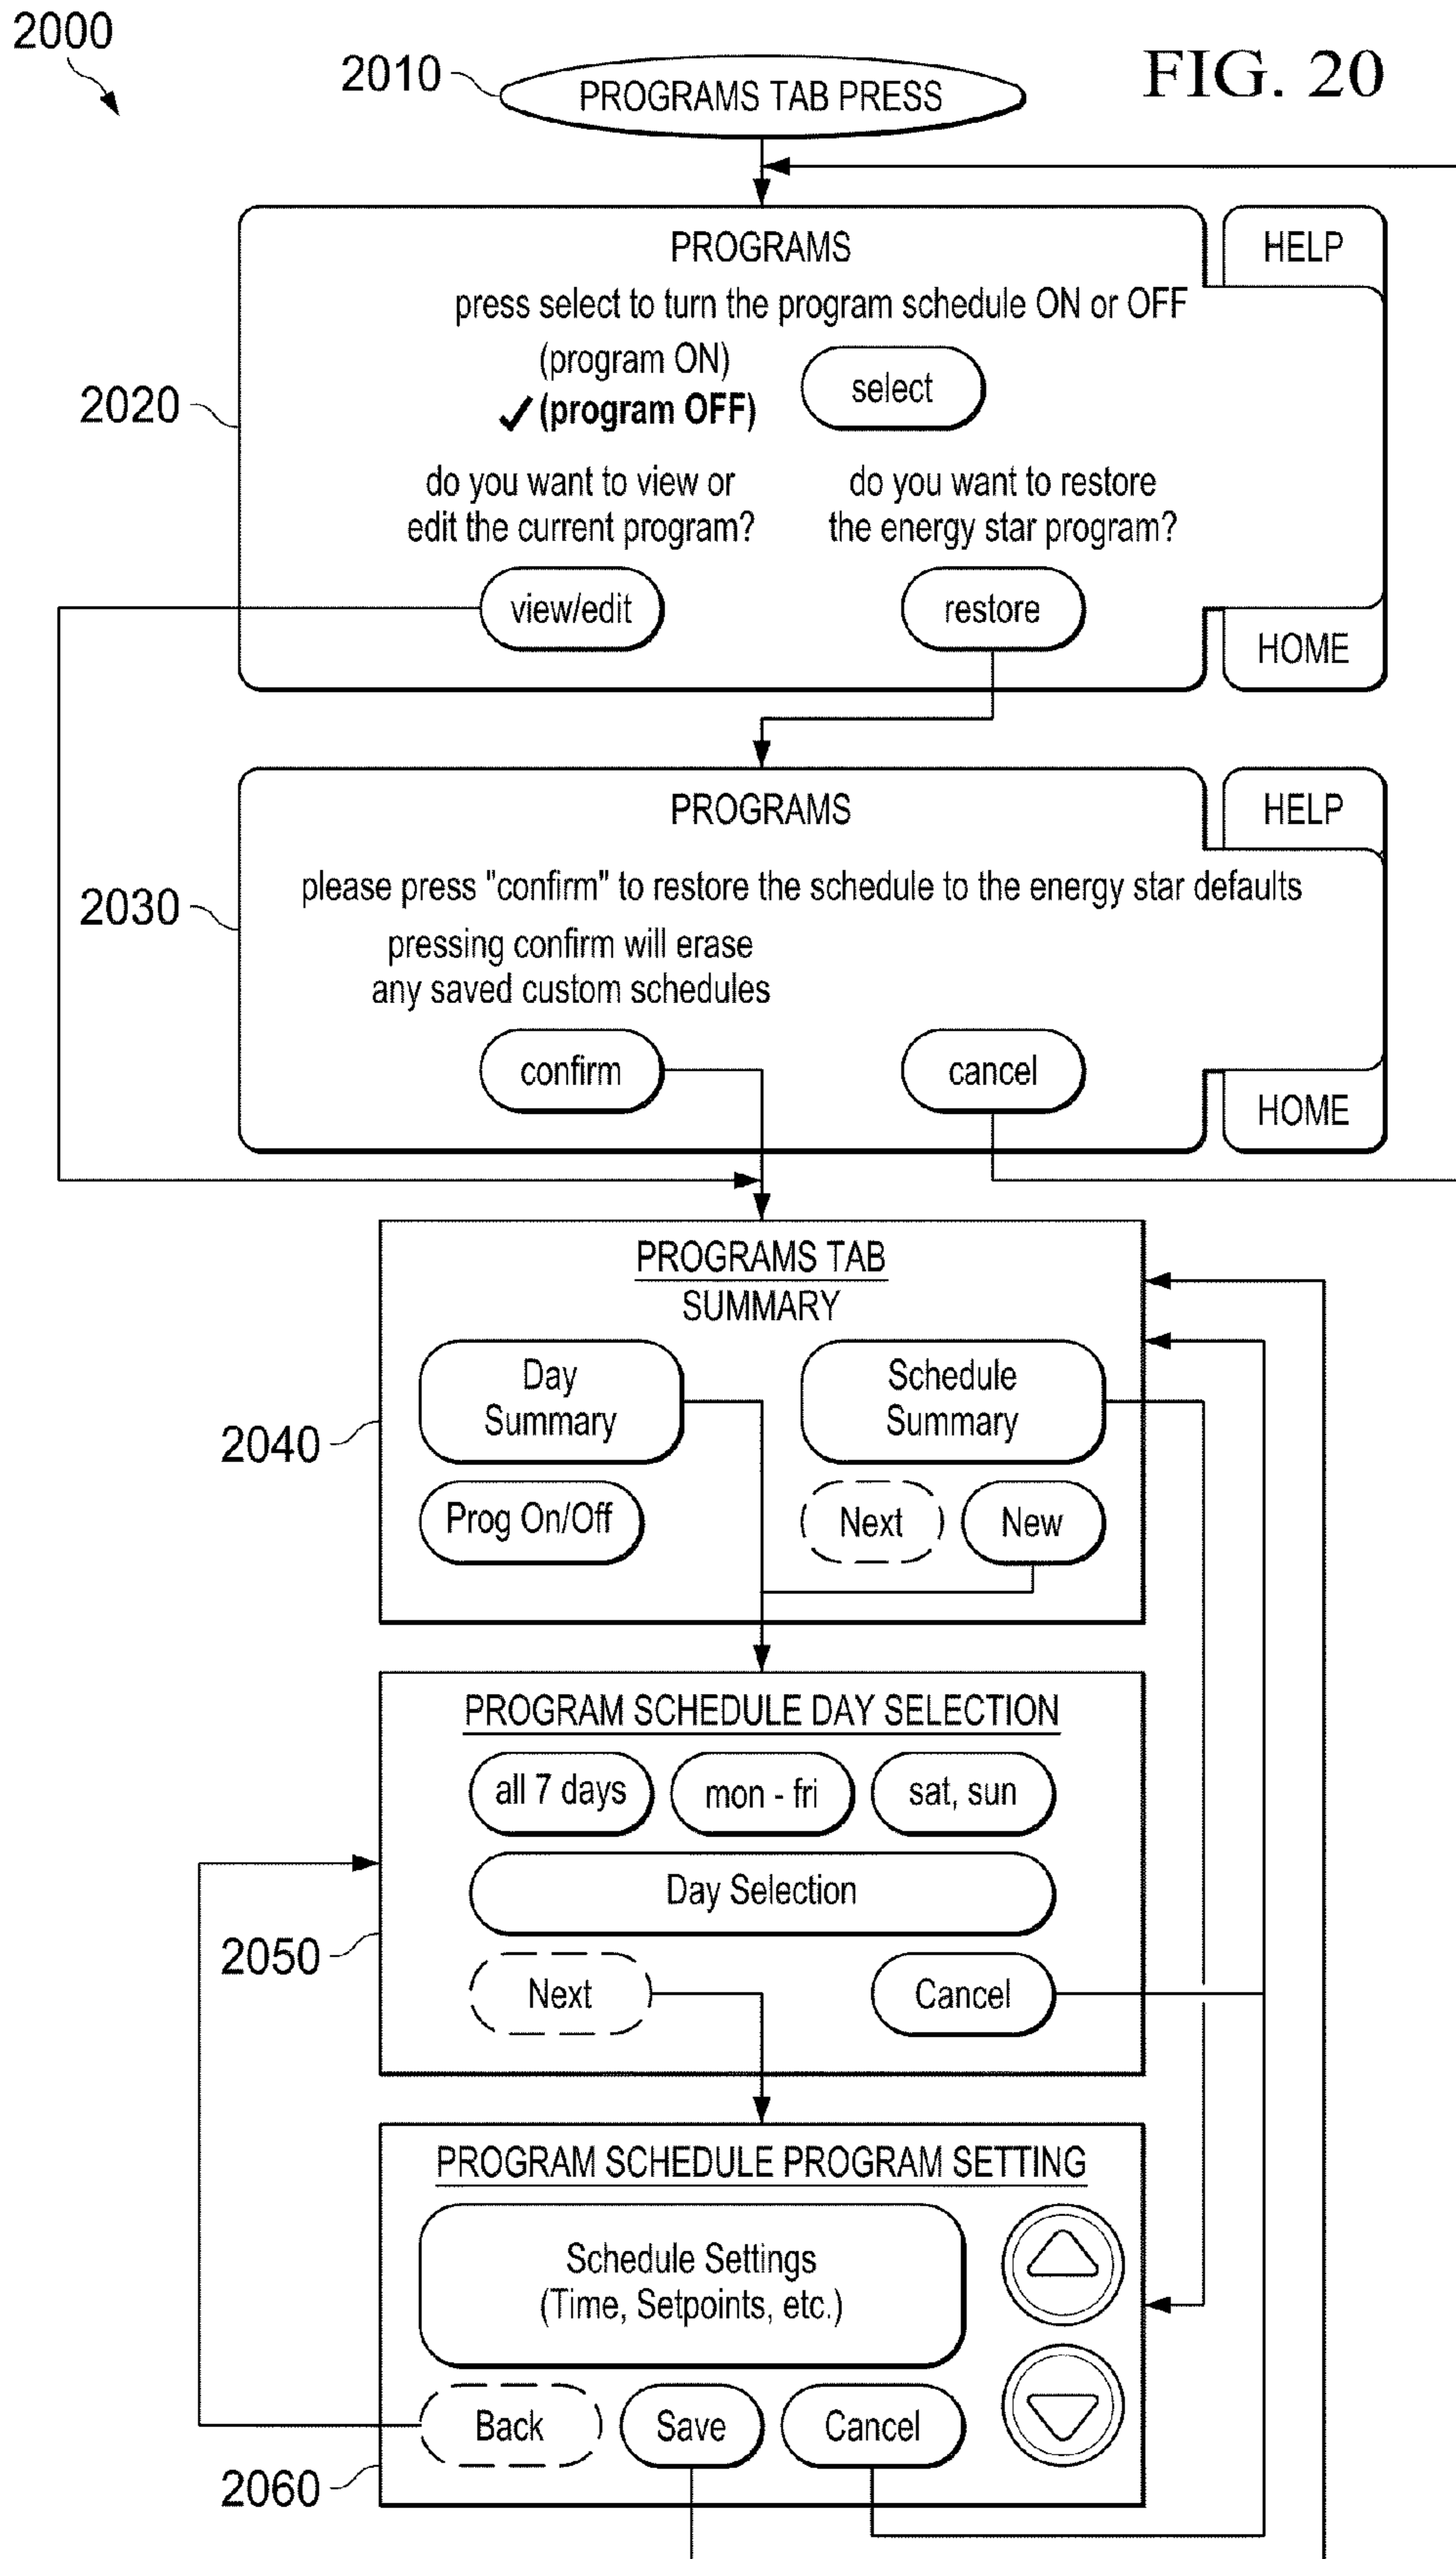 2000
2010
PROGRAMS TAB PRESS
FIG. 20
PROGRAMS
HELP
press select to turn the program schedule ON or OFF
(program ON)
select
2020
✓(program OFF)
do you want to view or
edit the current program?
do you want to restore
the energy star program?
view/edit
restore
HOME
PROGRAMS
HELP
please press "confirm" to restore the schedule to the energy star defaults
2030
pressing confirm will erase
any saved custom schedules
confirm
cancel
HOME
PROGRAMS TAB
SUMMARY
Day
Summary
Schedule
Summary
2040
Prog On/Off
Next
New
PROGRAM SCHEDULE DAY SELECTION
all 7 days
mon - fri
sat, sun
Day Selection
2050
Next
Cancel
PROGRAM SCHEDULE PROGRAM SETTING
Schedule Settings
(Time, Setpoints, etc.)
Back
Save
Cancel
2060